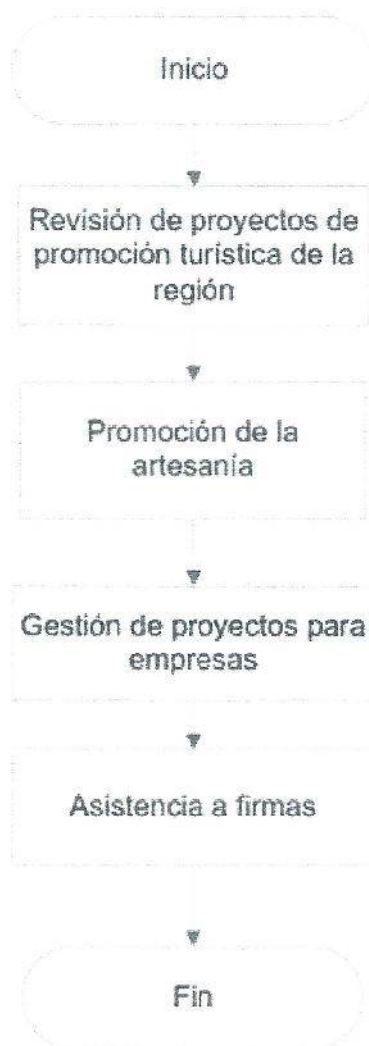 Inicio
Revisión de proyectos de
promoción turística de la
región
Promoción de la
artesanía
Gestión de proyectos para
empresas
Asistencia a firmas
Fin